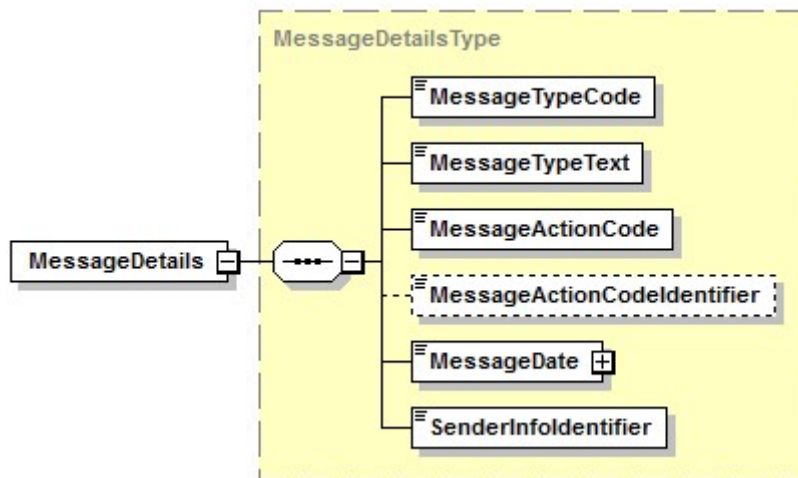 MessageDetailsType
MessageTypeCode
MessageTypeText
MessageActionCode
MessageDetails
MessageActionCodeIdentifier
MessageDate
SenderInfoIdentifier